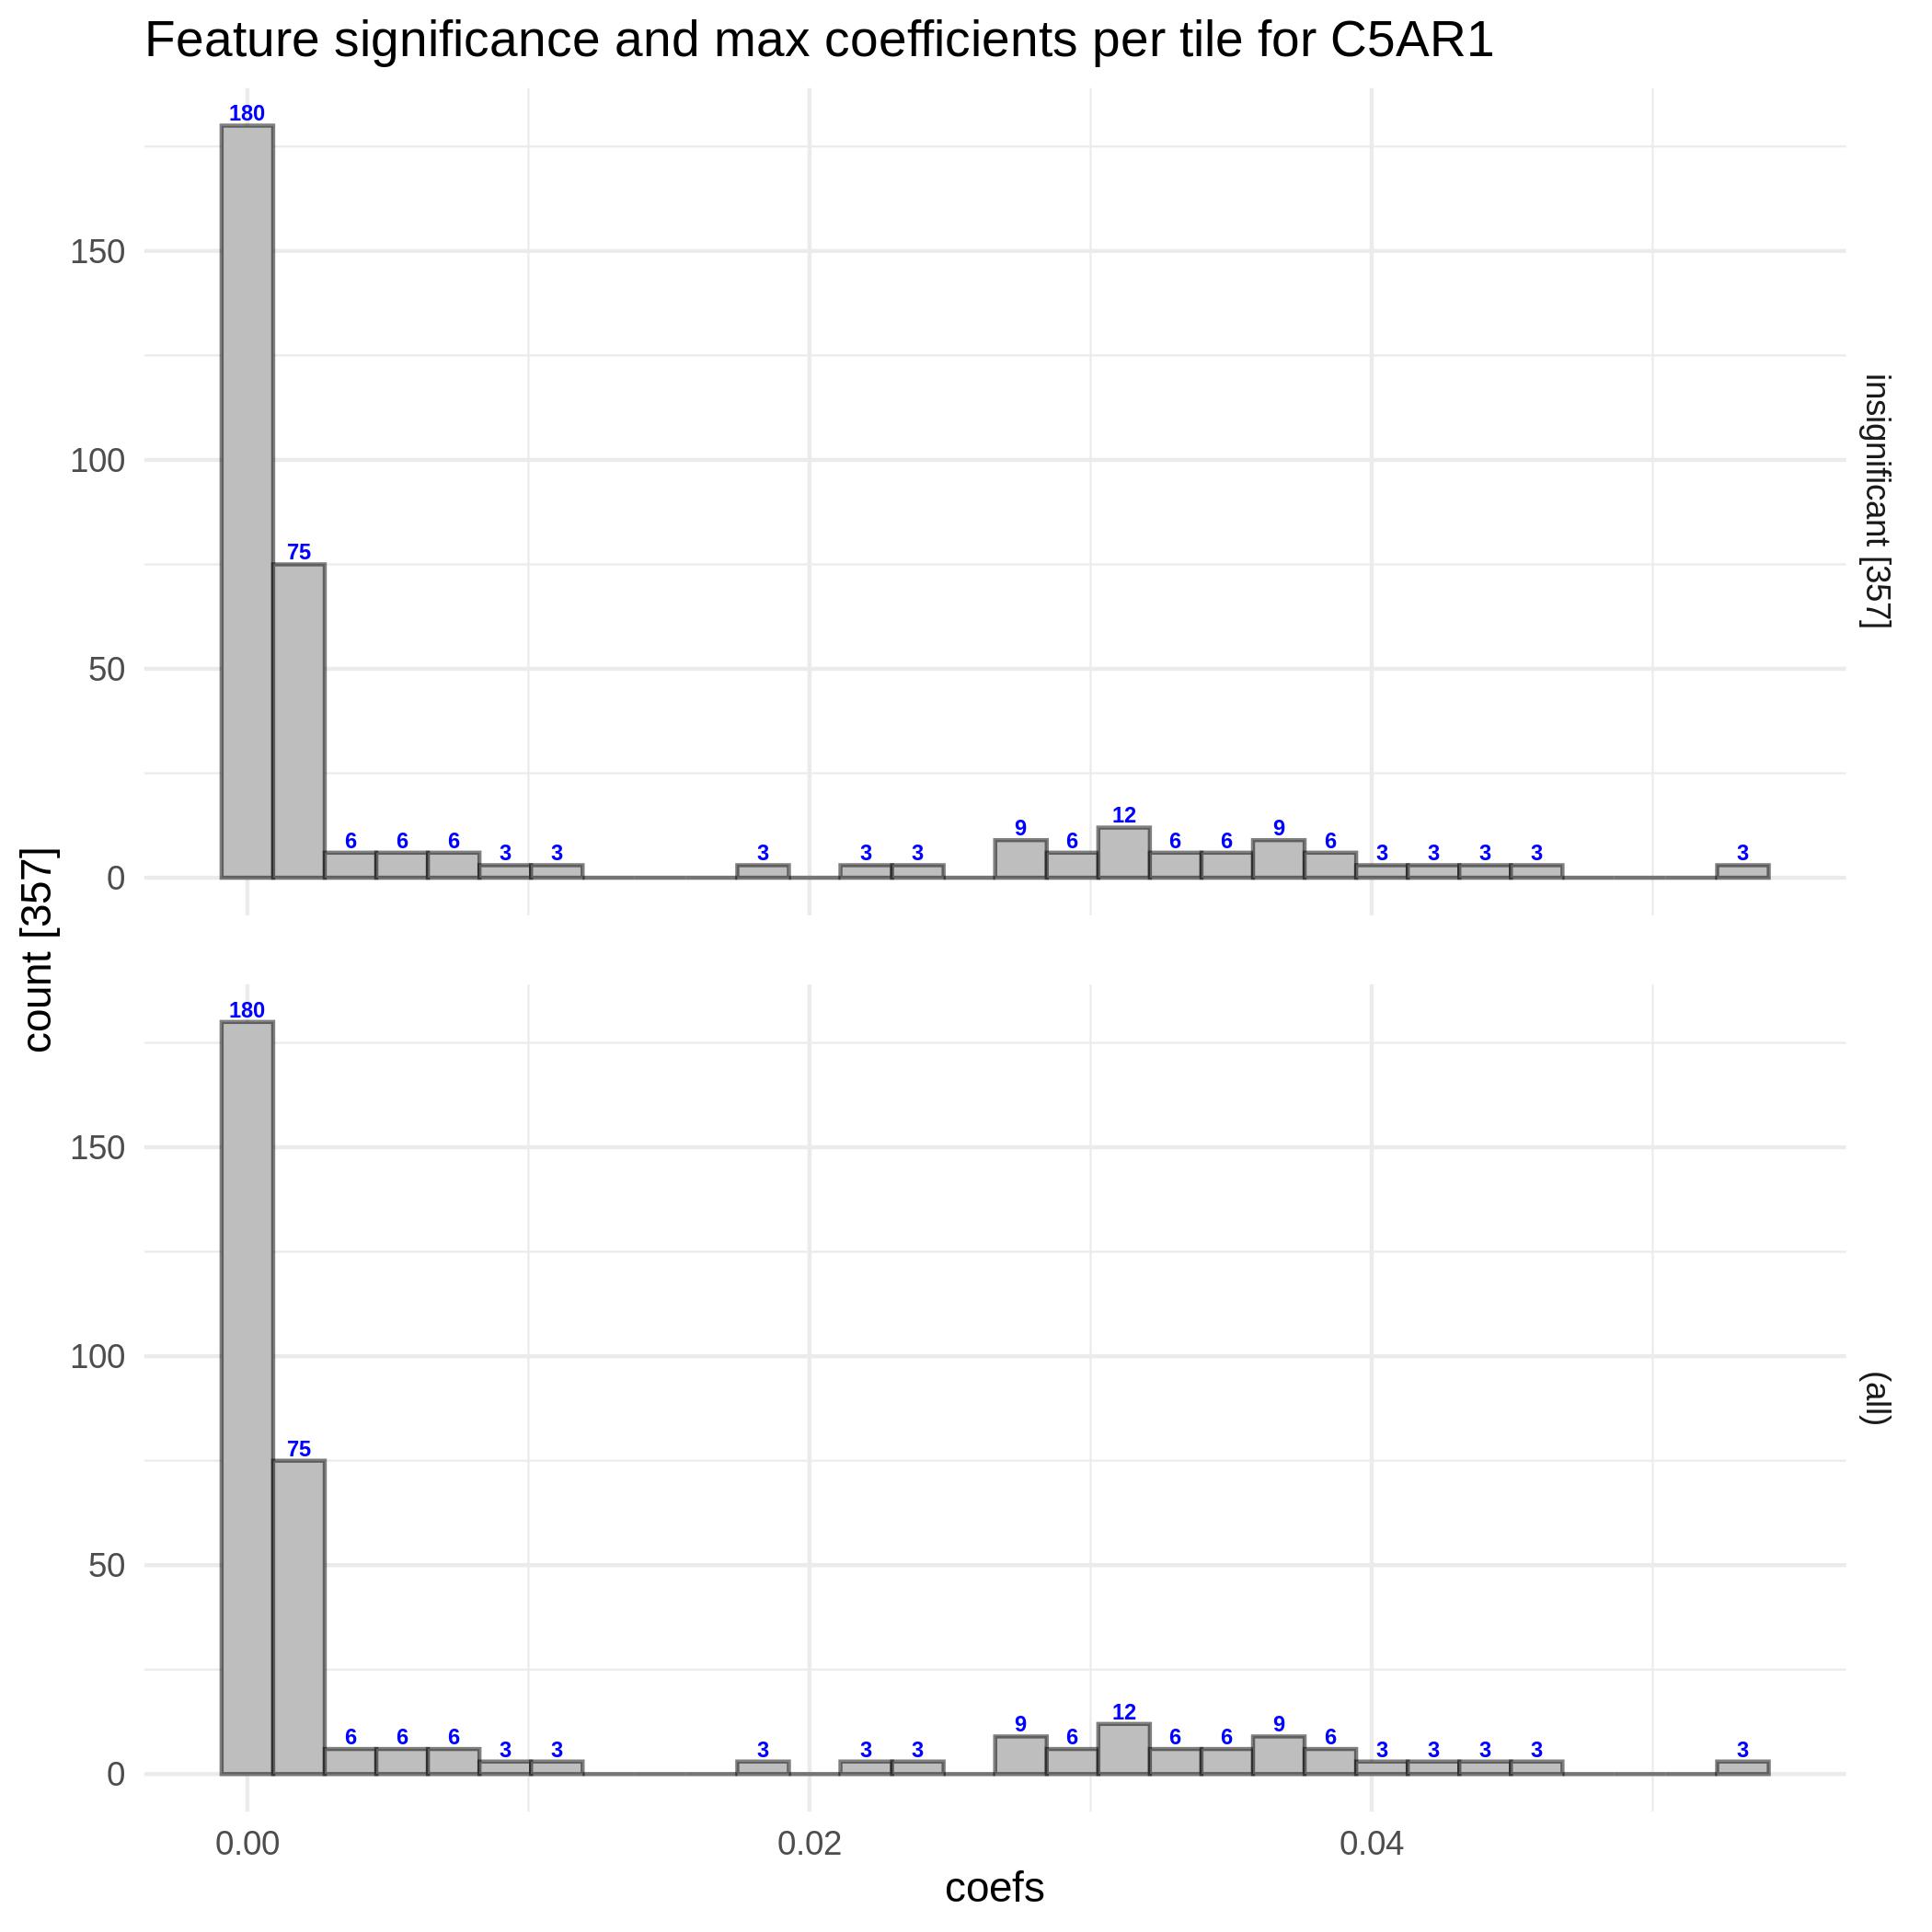 Feature significance and max coefficients per tile for C5AR1
count [357]
180
150
75
100
50
12
9
9
6 6 6 6 6 6 6
3 3 3 3 3 3 3 3 3 3
0
insignificant [357]
180
150
75
100
50
12
9
9
6 6 6 6 6 6 6
3 3 3 3 3 3 3 3 3 3
0
(all)
0.00 0.02 0.04
coefs